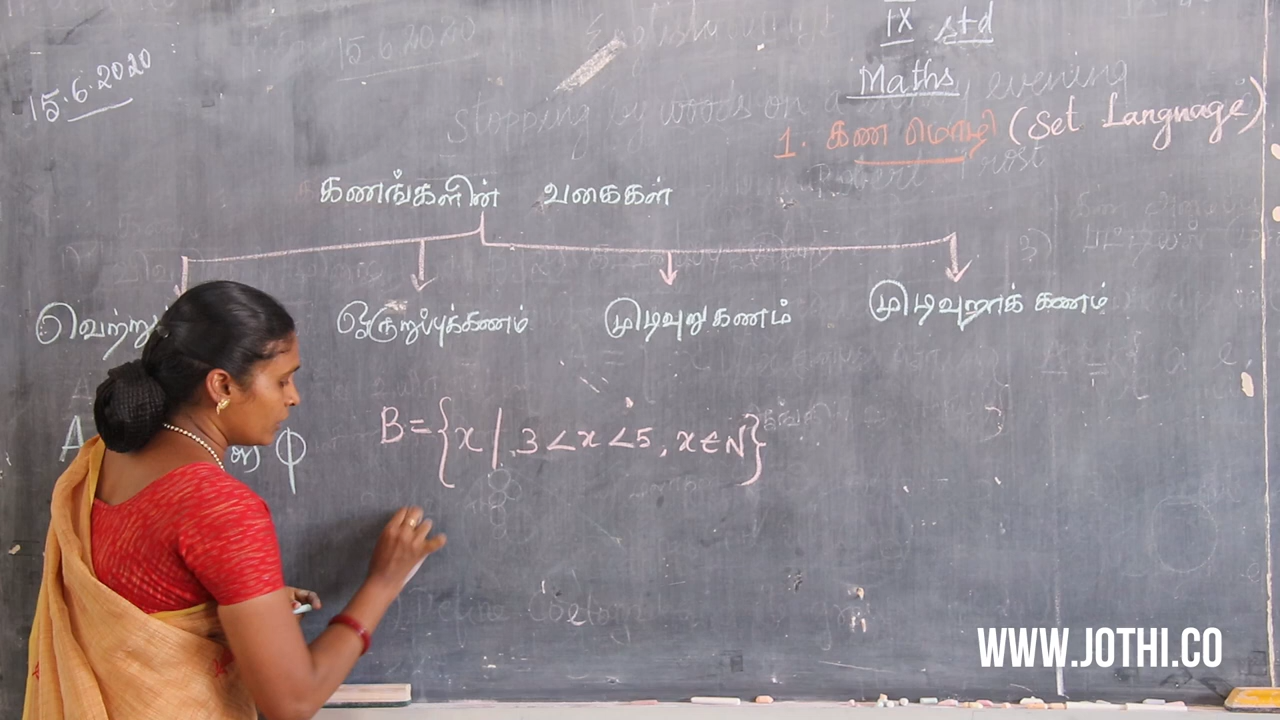 15.6.2020
IX std
Maths
1. கண மொழி (Set Language)
கணங்களின் வகைகள்
ஒருறுப்புக்கணம் முடிவுறு கணம் முடிவுறாக் கணம்
B = {x | 3 < x < 5, x ∈ N}
A φ
WWW.JOTHI.CO